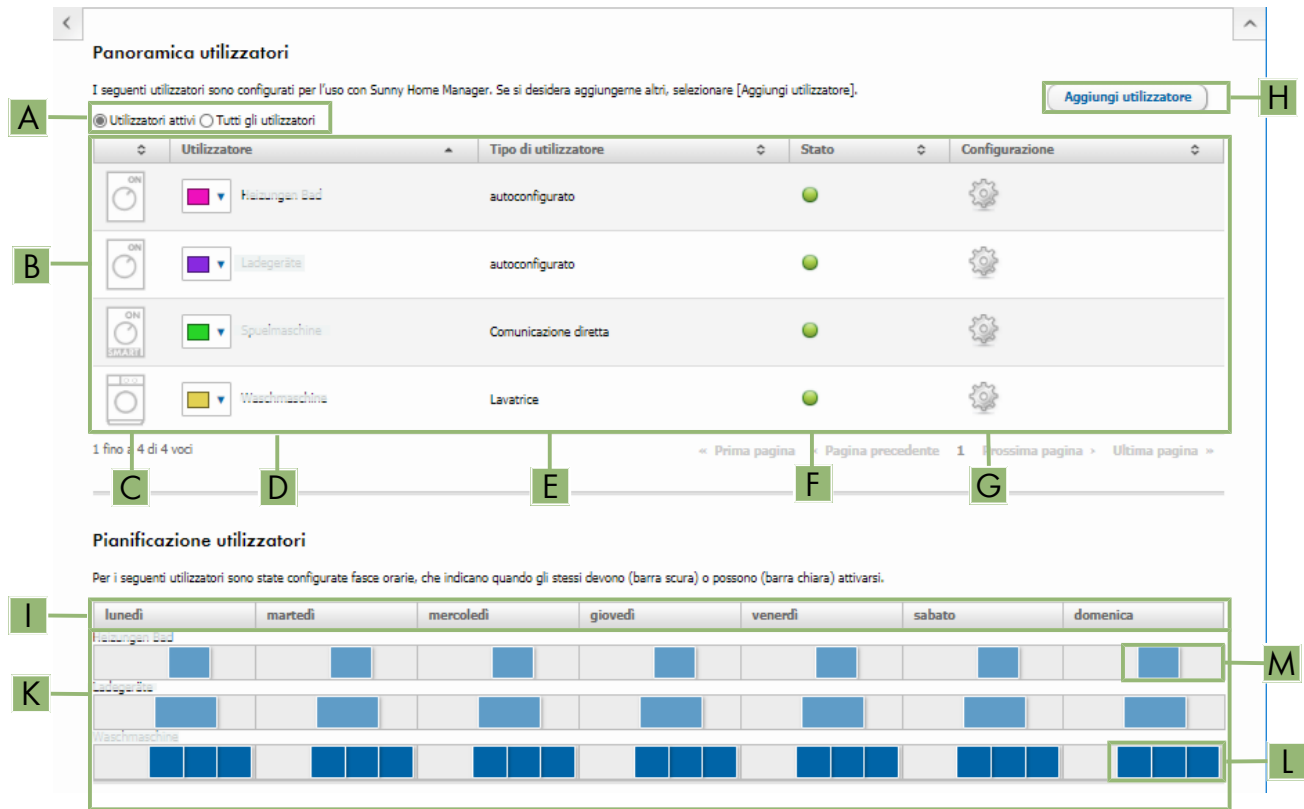 Panoramica utilizzatori
I seguenti utilizzatori sono configurati per l'uso con Sunny Home Manager. Se si desidera aggiungerne altri, selezionare [Aggiungi utilizzatore].
Aggiungi utilizzatore
H
A
Utilizzatori attivi Tutti gli utilizzatori
Utilizzatore Tipo di utilizzatore Stato Configurazione
ON Heizungen Bad autoconfigurato
B
ON Ladegeräte autoconfigurato
ON SMART Spuelmaschine Comunicazione diretta
Waschmaschine Lavatrice
1 fino a 4 di 4 voci « Prima pagina ‹ Pagina precedente 1 Prossima pagina › Ultima pagina »
C D E F G
Pianificazione utilizzatori
Per i seguenti utilizzatori sono state configurate fasce orarie, che indicano quando gli stessi devono (barra scura) o possono (barra chiara) attivarsi.
I
lunedì martedì mercoledì giovedì venerdì sabato domenica
Heizungen Bad
M
K
Ladegeräte
Waschmaschine
L